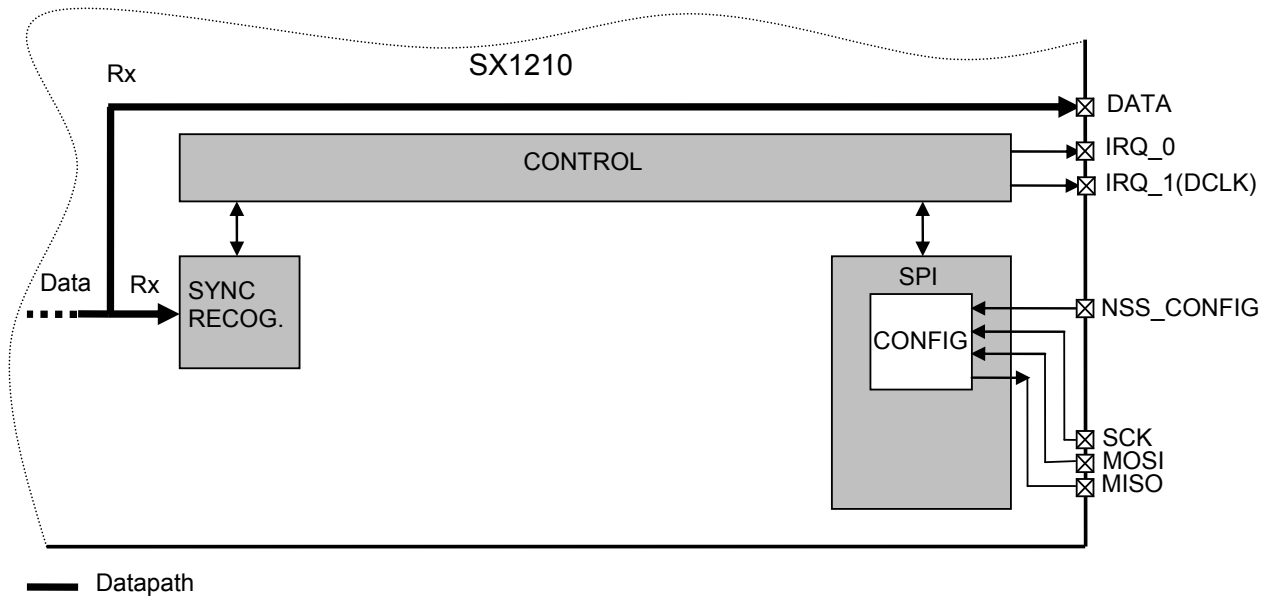 SX1210
Rx
DATA
CONTROL
IRQ_0
IRQ_1(DCLK)
Data
Rx
SYNC
RECOG.
SPI
CONFIG
NSS_CONFIG
SCK
MOSI
MISO
Datapath